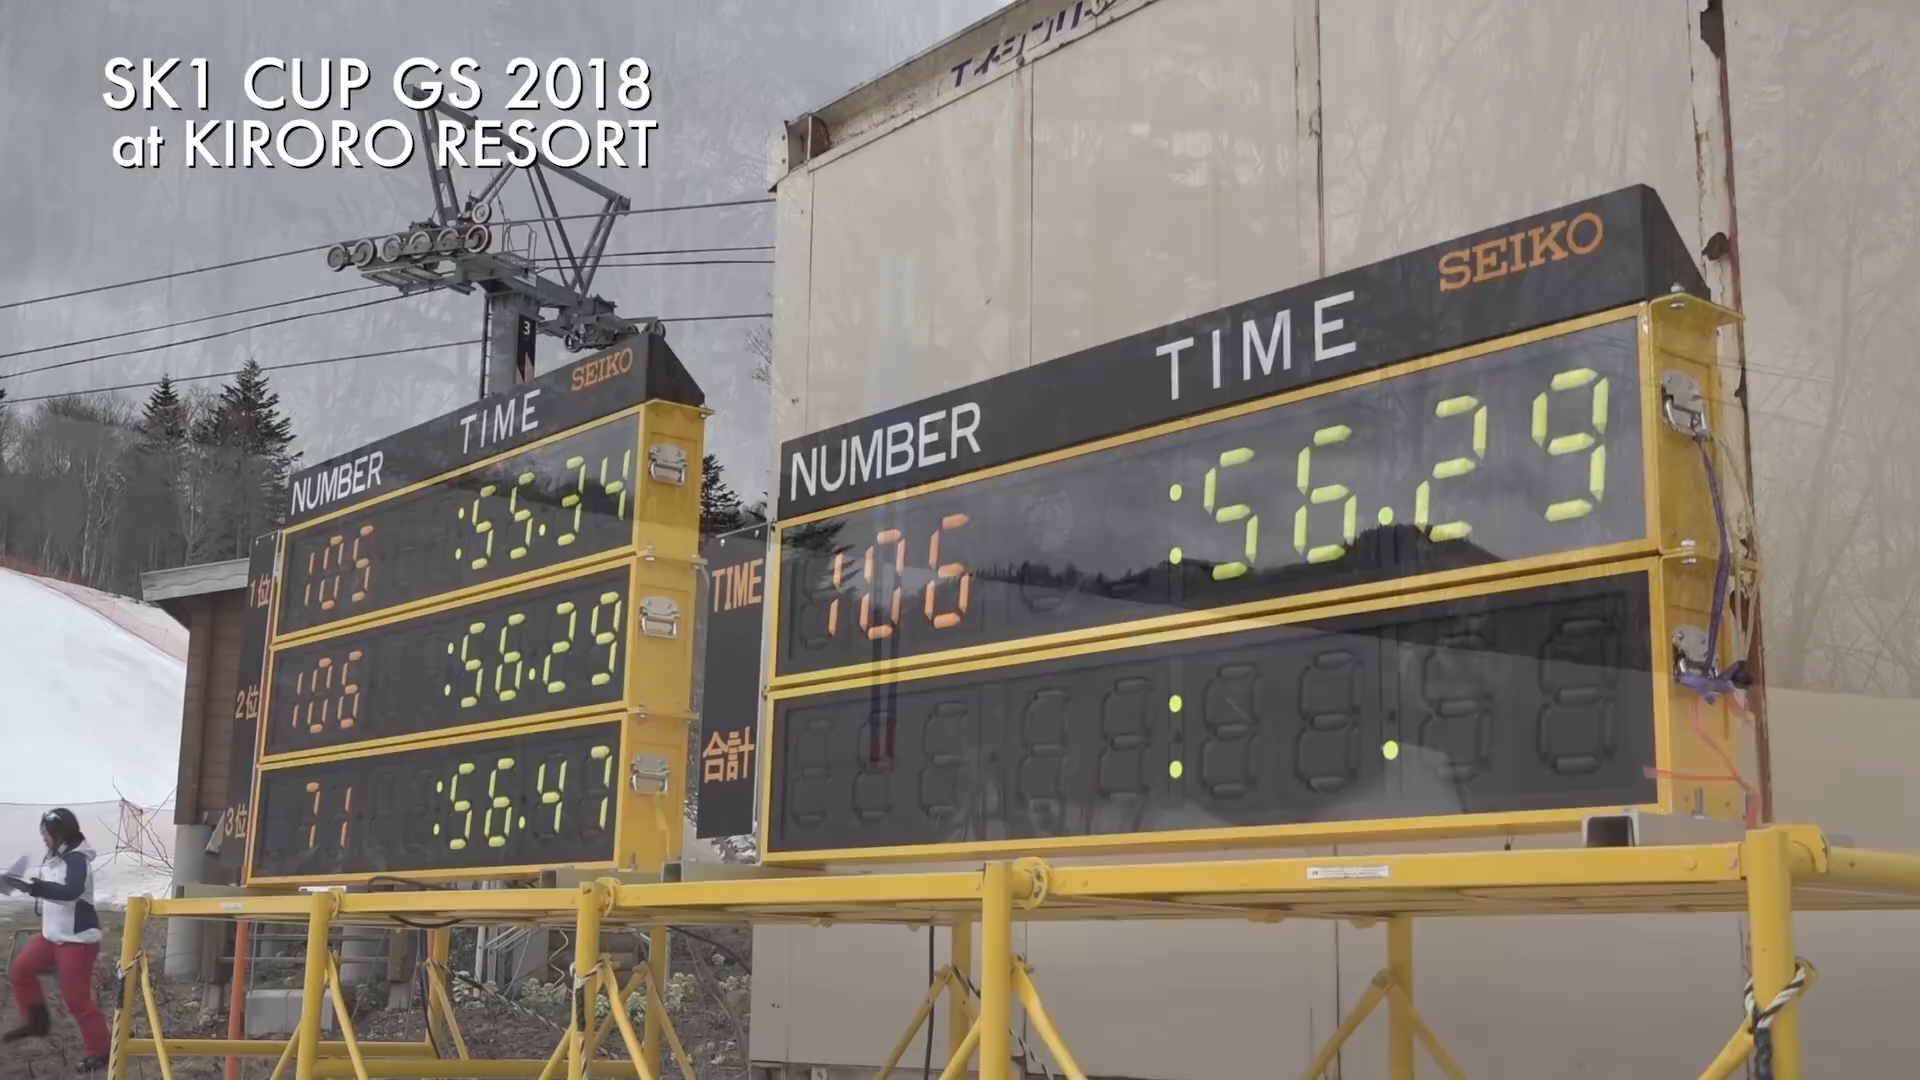 SK1 CUP GS 2018
at KIRORO RESORT
NUMBER TIME SEIKO
1位 105 :55.34
2位 106 :56.29
3位 71 :56.47
NUMBER TIME SEIKO
TIME 106 :56.29
合計 : .
3